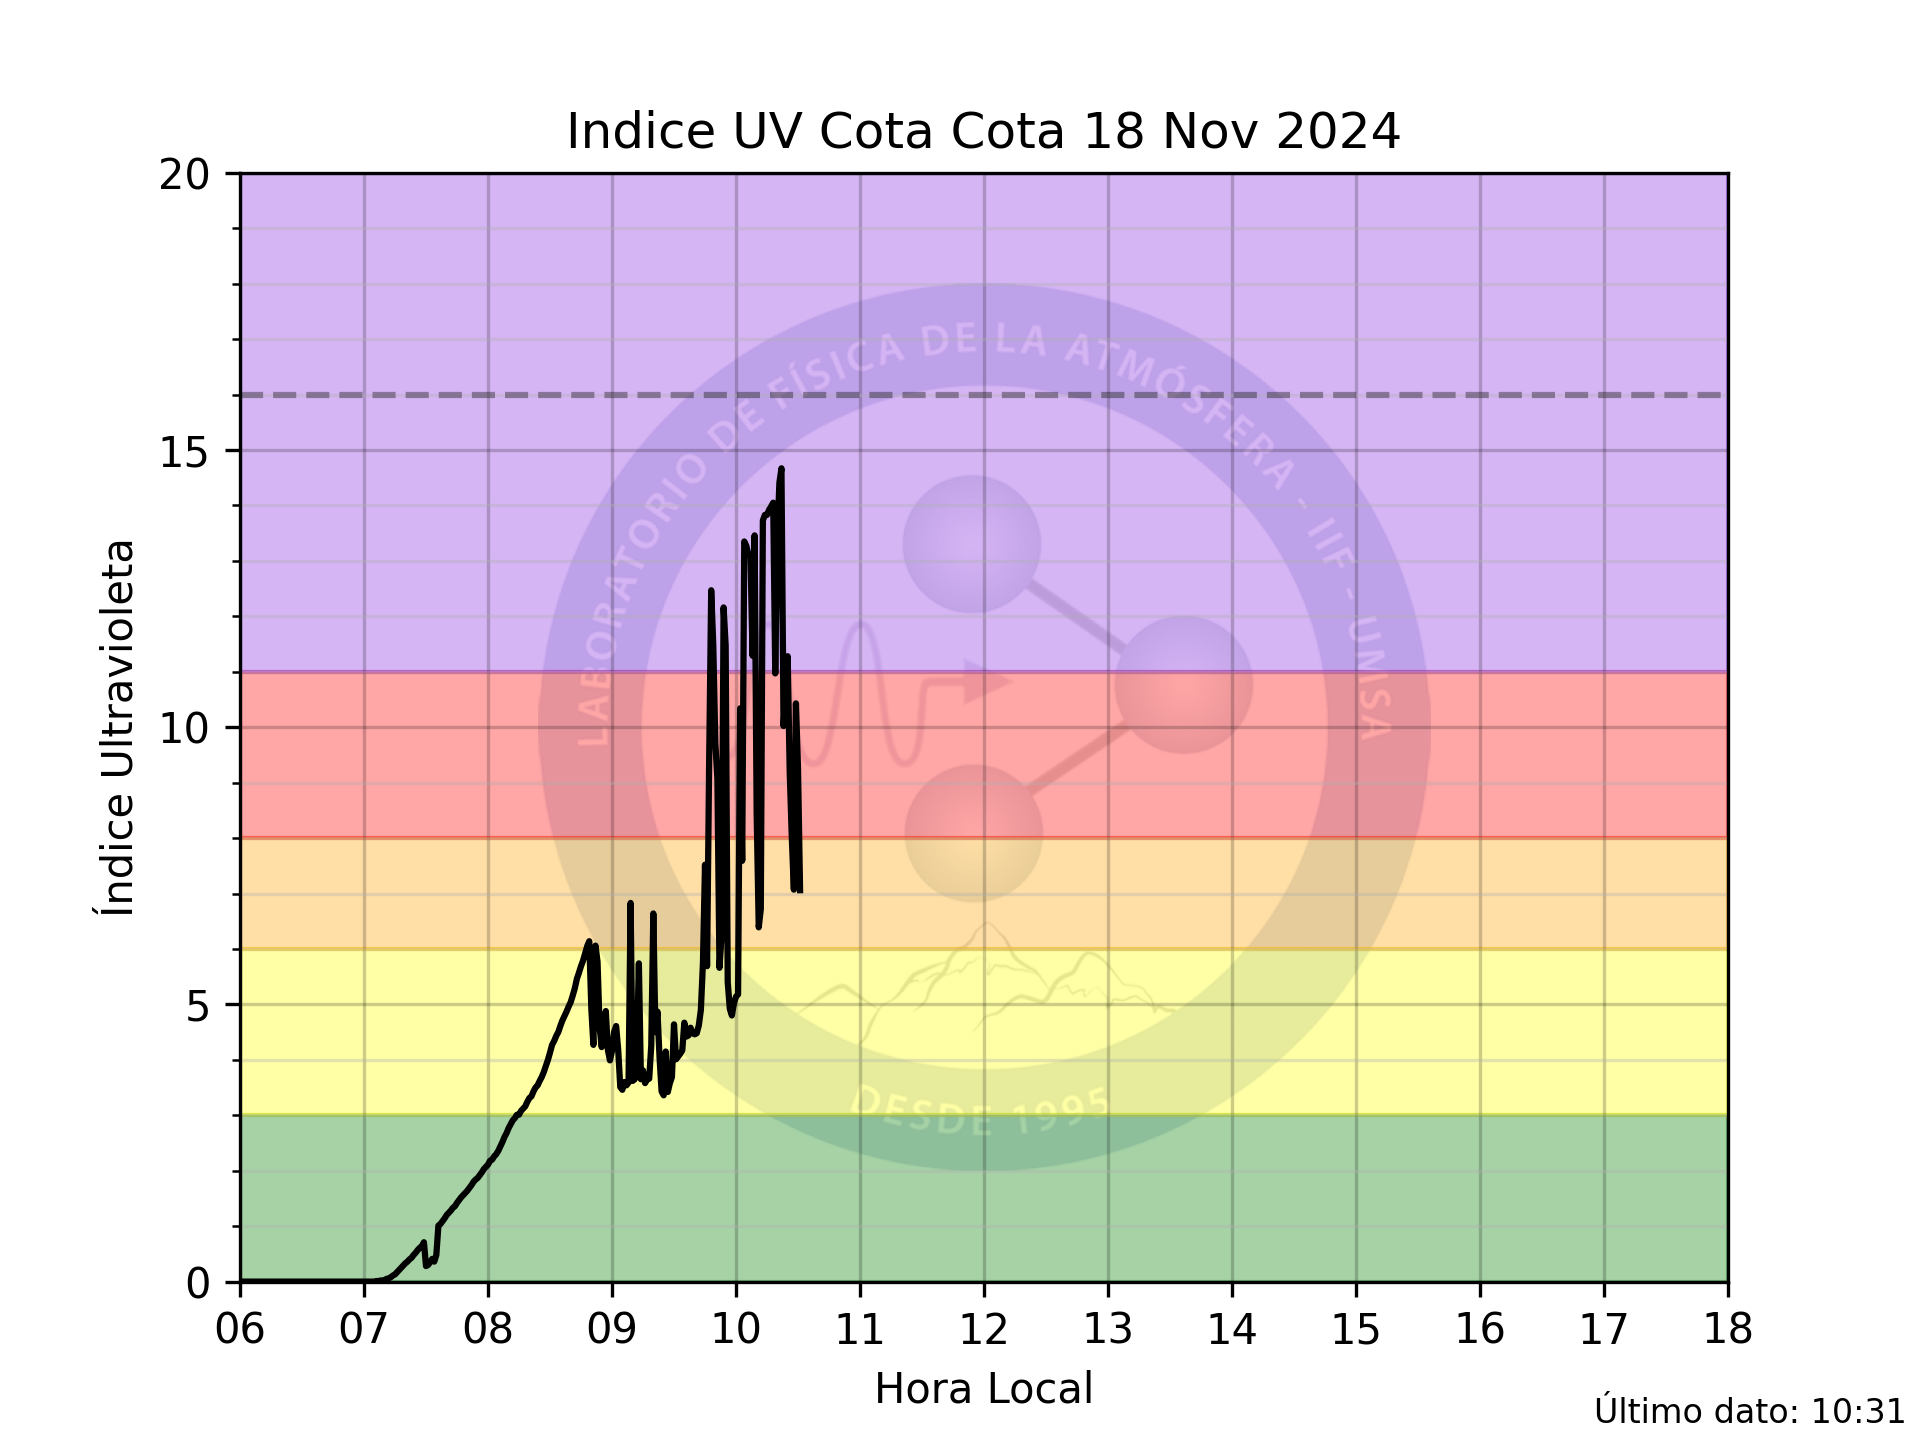 Indice UV Cota Cota 18 Nov 2024
20
15
10
5
0
Índice Ultravioleta
LABORATORIO DE FÍSICA DE LA ATMÓSFERA - IIF - UMSA
DESDE 1995
06 07 08 09 10 11 12 13 14 15 16 17 18
Hora Local
Último dato: 10:31